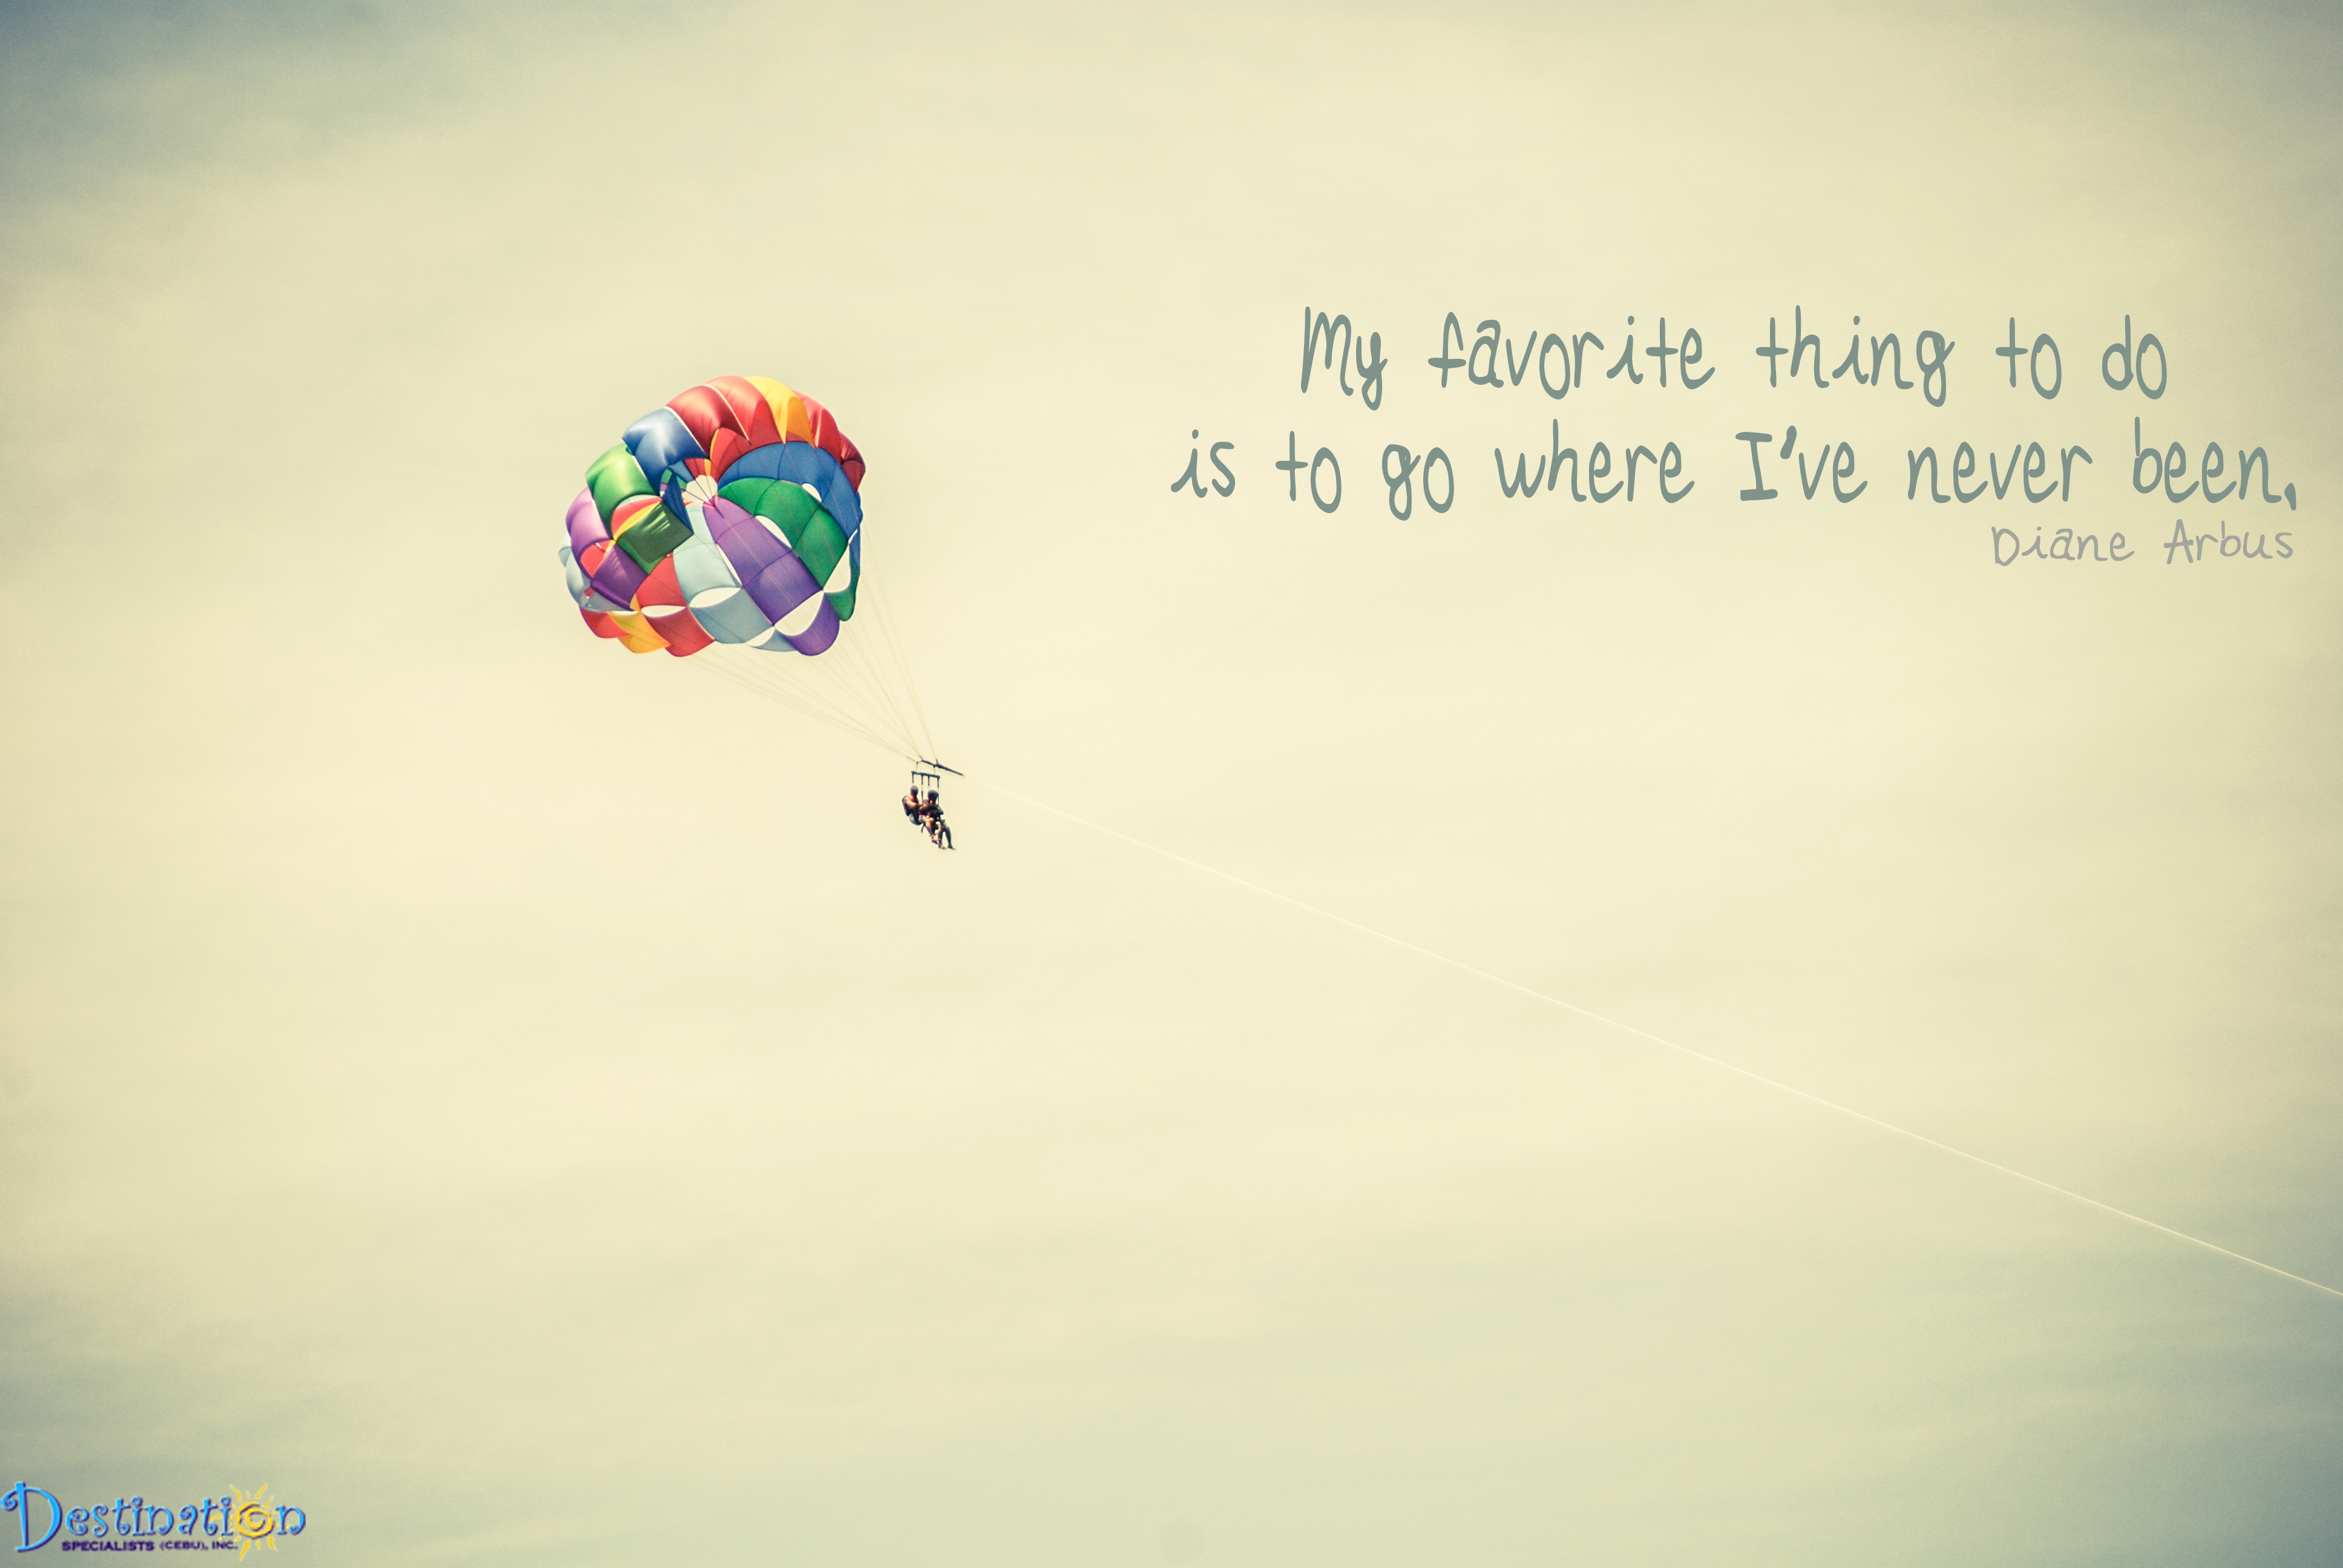 My favorite thing to do
is to go where I've never been.
Diane Arbus
Destination
SPECIALISTS (CEBU), INC.